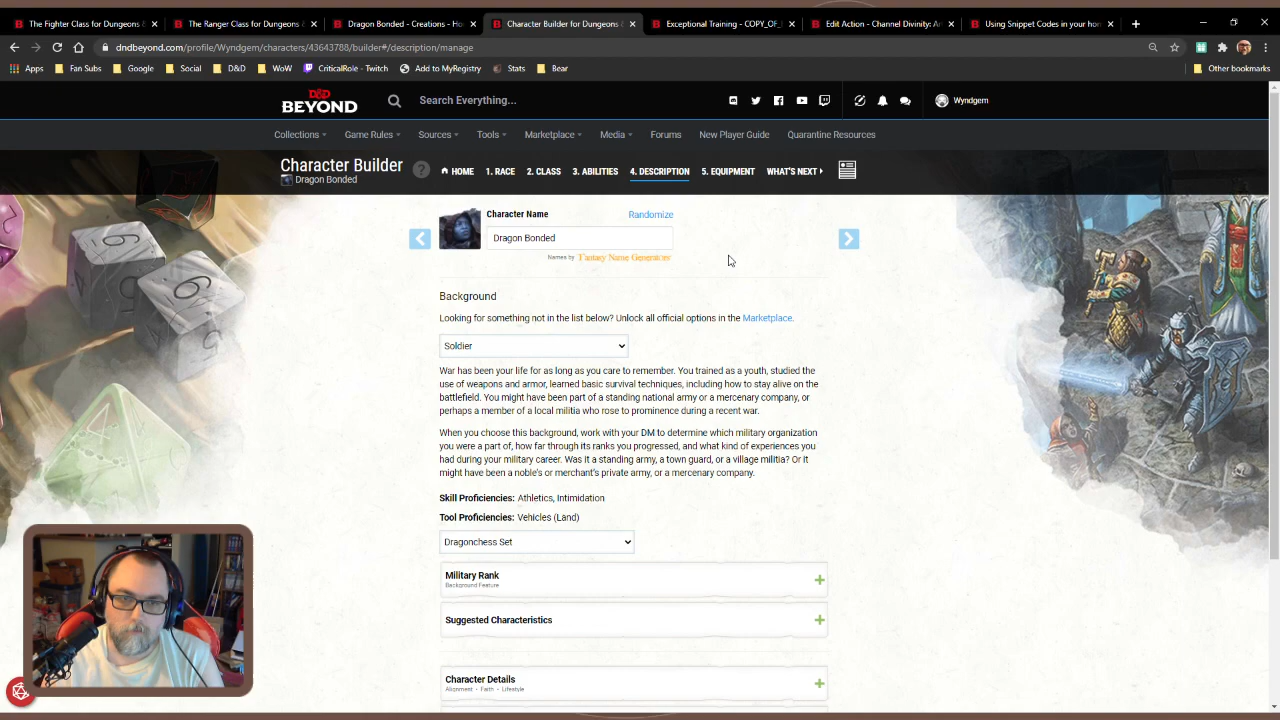 The Fighter Class for Dungeons &
The Ranger Class for Dungeons &
Dragon Bonded - Creations - Ho
Character Builder for Dungeons &
Exceptional Training - COPY_OF_
Edit Action - Channel Divinity: A
Using Snippet Codes in your hon
dndbeyond.com/profile/Wyndgem/characters/43643788/builder#/description/manage
Apps
Fan Subs
Google
Social
D&D
WoW
CriticalRole - Twitch
Add to MyRegistry
Stats
Bear
Other bookmarks
D&D
BEYOND
Search Everything...
Wyndgem
Collections
Game Rules
Sources
Tools
Marketplace
Media
Forums
New Player Guide
Quarantine Resources
Character Builder
Dragon Bonded
?
HOME
1. RACE
2. CLASS
3. ABILITIES
4. DESCRIPTION
5. EQUIPMENT
WHAT'S NEXT
Character Name
Randomize
Dragon Bonded
Names by Fantasy Name Generator
Background
Looking for something not in the list below? Unlock all official options in the Marketplace.
Soldier
War has been your life for as long as you care to remember. You trained as a youth, studied the
use of weapons and armor, learned basic survival techniques, including how to stay alive on the
battlefield. You might have been part of a standing national army or a mercenary company, or
perhaps a member of a local militia who rose to prominence during a recent war.
When you choose this background, work with your DM to determine which military organization
you were a part of, how far through its ranks you progressed, and what kind of experiences you
had during your military career. Was it a standing army, a town guard, or a village militia? Or it
might have been a noble's or merchant's private army, or a mercenary company.
Skill Proficiencies: Athletics, Intimidation
Tool Proficiencies: Vehicles (Land)
Dragonchess Set
Military Rank
Background Feature
Suggested Characteristics
Character Details
Alignment • Faith • Lifestyle